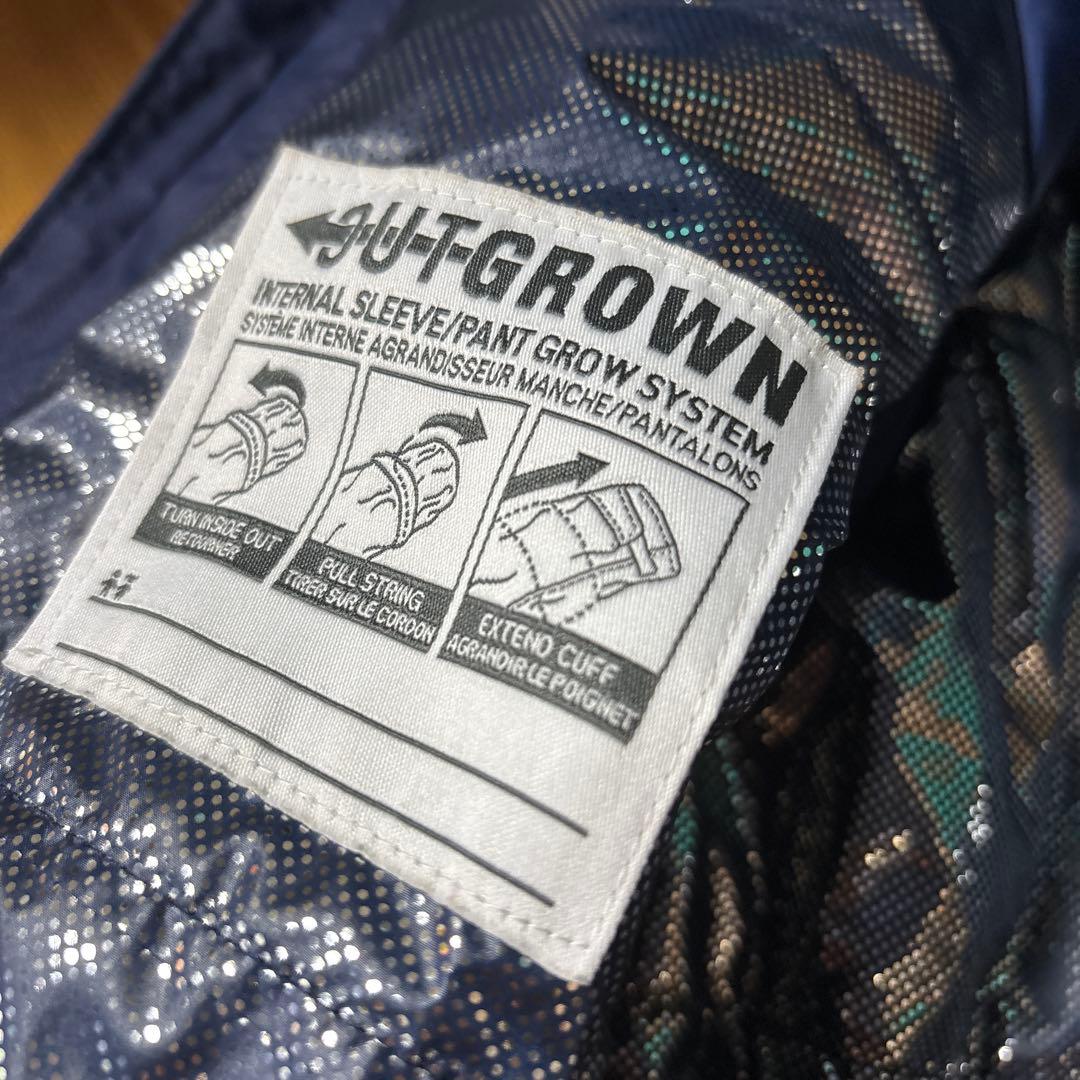 OUTGROWN
INTERNAL SLEEVE/PANT GROW SYSTEM
SYSTÈME INTERNE AGRANDISSEUR MANCHE/PANTALONS
TURN INSIDE OUT
RETOURNER
PULL STRING
TIRER SUR LE CORDON
EXTEND CUFF
AGRANDIR LE POIGNET